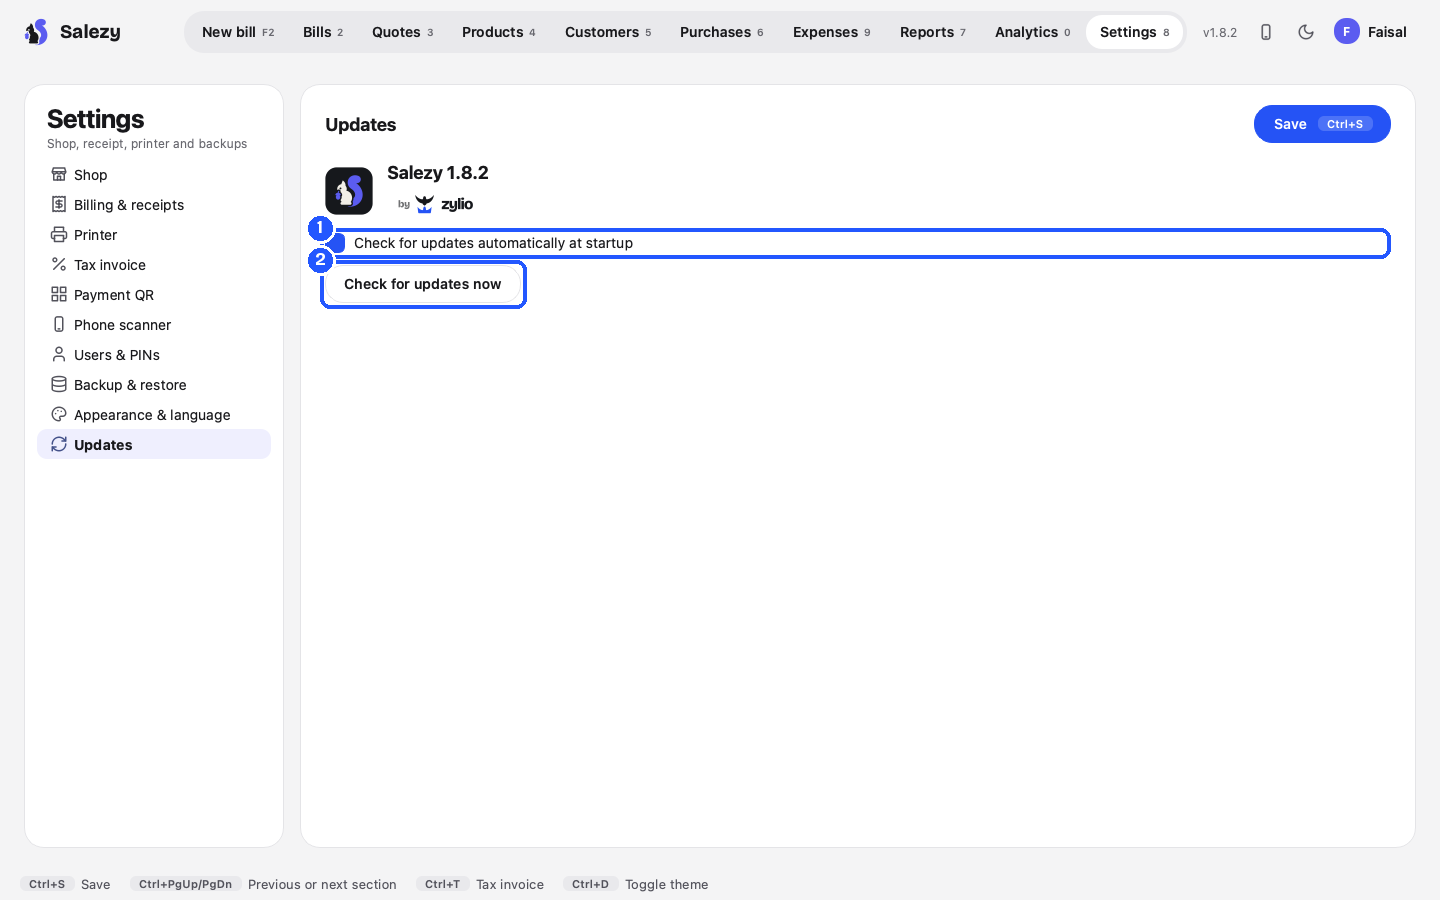 Salezy
New bill F2
Bills 2
Quotes 3
Products 4
Customers 5
Purchases 6
Expenses 9
Reports 7
Analytics 0
Settings 8
v1.8.2
F
Faisal
Settings
Shop, receipt, printer and backups
Shop
Billing & receipts
Printer
Tax invoice
Payment QR
Phone scanner
Users & PINs
Backup & restore
Appearance & language
Updates
Updates
Save Ctrl+S
Salezy 1.8.2
by zylio
1
Check for updates automatically at startup
2
Check for updates now
Ctrl+S Save
Ctrl+PgUp/PgDn Previous or next section
Ctrl+T Tax invoice
Ctrl+D Toggle theme